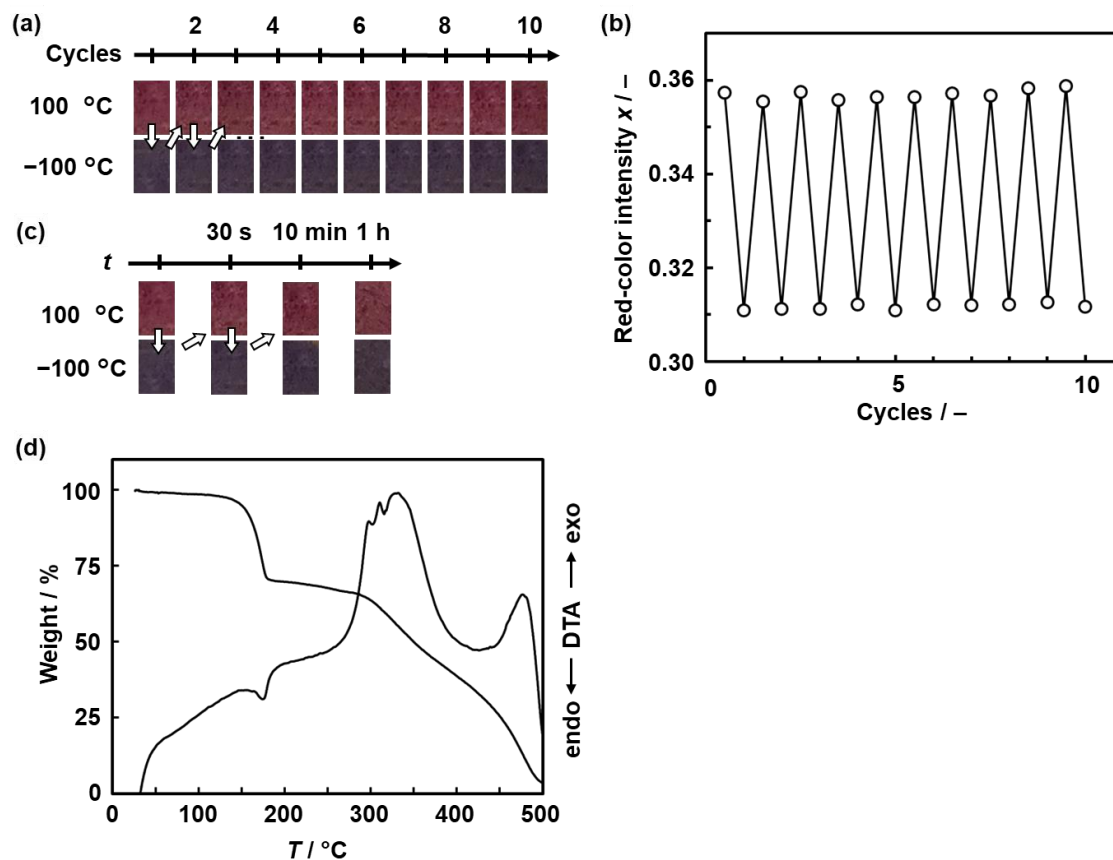 (a)
2 4 6 8 10
Cycles
100 °C
−100 °C
(c)
30 s 10 min 1 h
t
100 °C
−100 °C
(b)
0.36
0.34
0.32
0.30
0 5 10
Red-color intensity x / –
Cycles / –
(d)
100
75
50
25
0
0 100 200 300 400 500
Weight / %
T / °C
endo ← DTA → exo